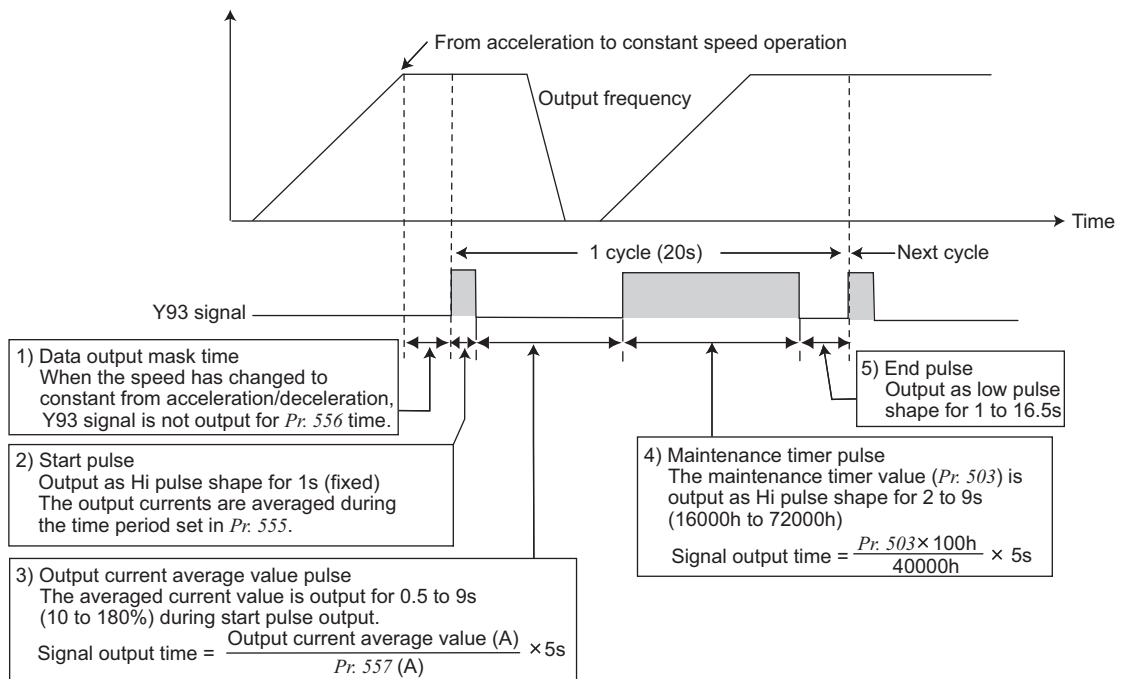 From acceleration to constant speed operation
Output frequency
Time
1 cycle (20s)
Next cycle
Y93 signal
1) Data output mask time
When the speed has changed to
constant from acceleration/deceleration,
Y93 signal is not output for Pr. 556 time.
2) Start pulse
Output as Hi pulse shape for 1s (fixed)
The output currents are averaged during
the time period set in Pr. 555.
3) Output current average value pulse
The averaged current value is output for 0.5 to 9s
(10 to 180%) during start pulse output.
Signal output time = Output current average value (A) / Pr. 557 (A) × 5s
4) Maintenance timer pulse
The maintenance timer value (Pr. 503) is
output as Hi pulse shape for 2 to 9s
(16000h to 72000h)
Signal output time = Pr. 503 × 100h / 40000h × 5s
5) End pulse
Output as low pulse
shape for 1 to 16.5s